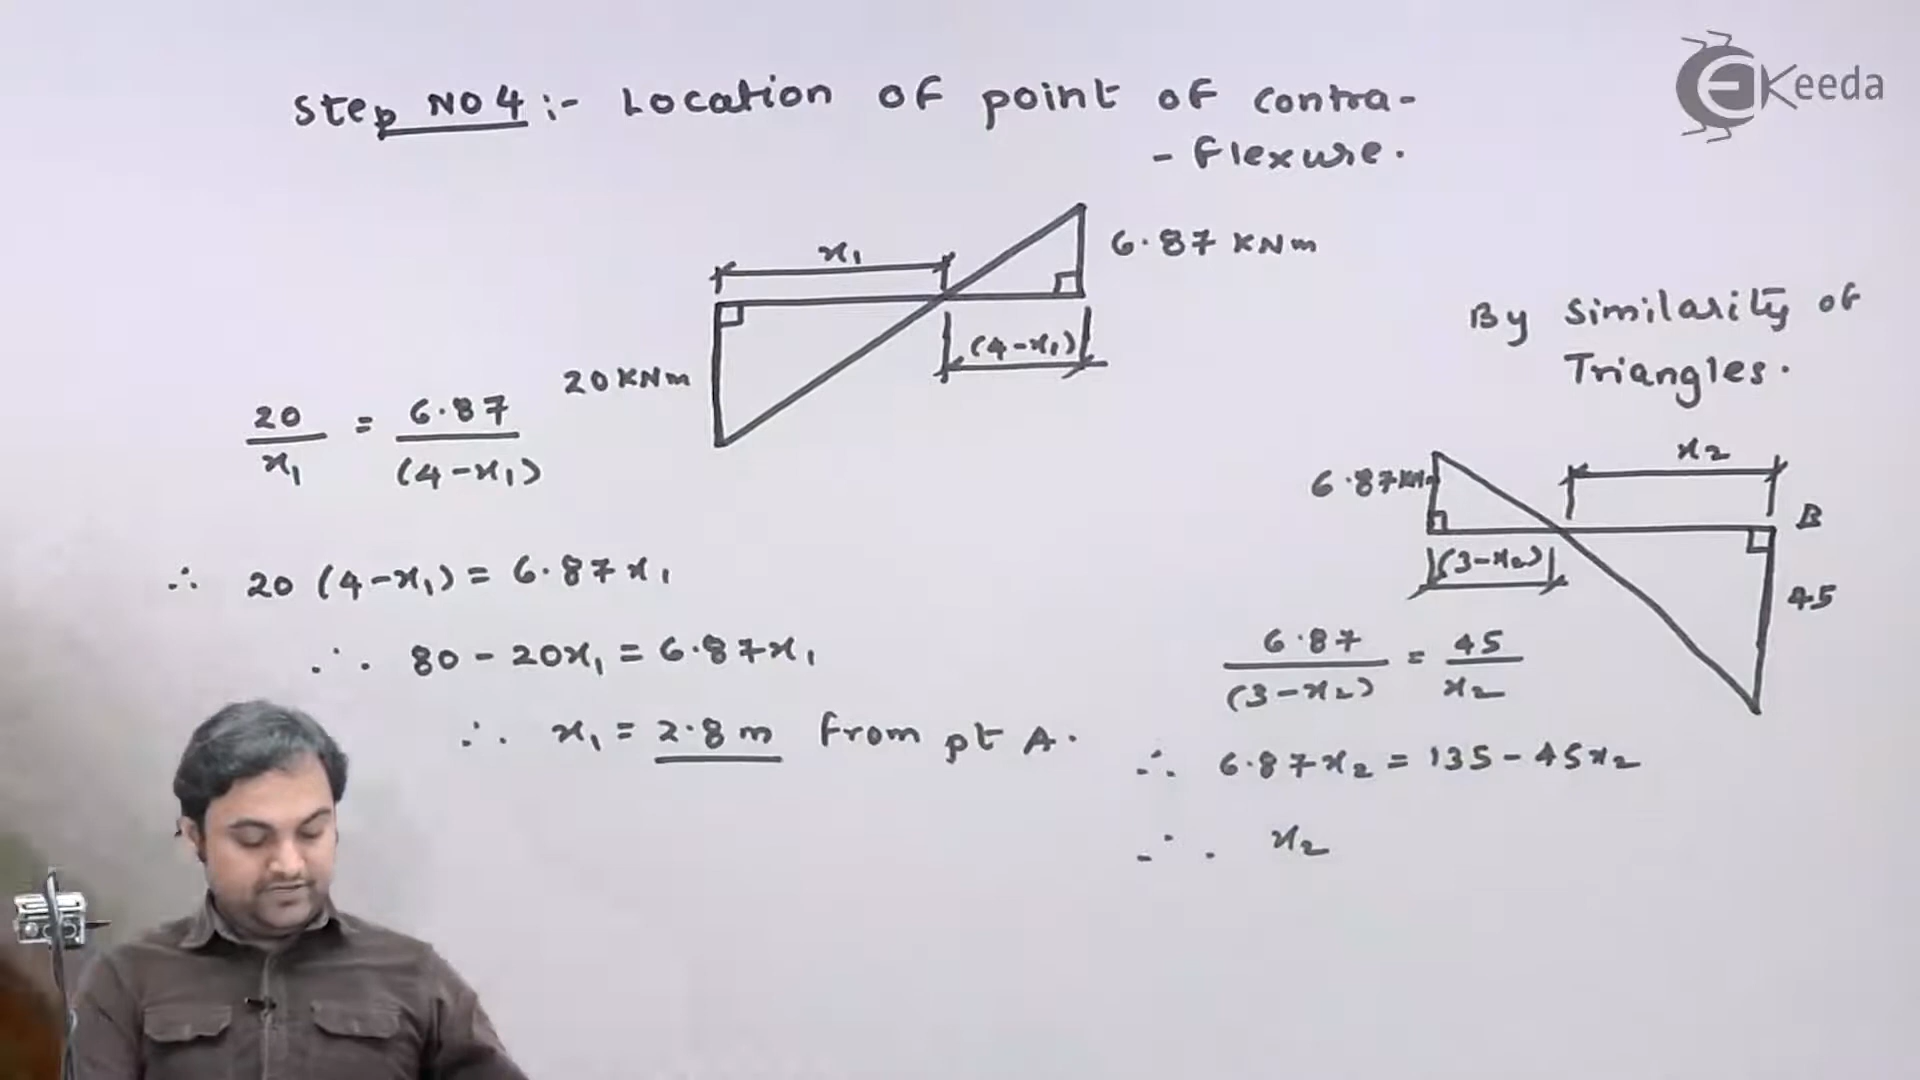 Keeda
Step NO 4 :- Location of point of contra-
- flexure.
x₁
6.87 KNm
(4-x₁)
20 KNm
20/x₁ = 6.87/(4-x₁)
∴ 20 (4-x₁) = 6.87x₁
∴ 80 - 20x₁ = 6.87x₁
∴ x₁ = 2.8 m from pt A.
By similarity of
Triangles.
x₂
6.87
B
(3-x₂)
45
6.87/(3-x₂) = 45/x₂
∴ 6.87x₂ = 135 - 45x₂
∴ x₂